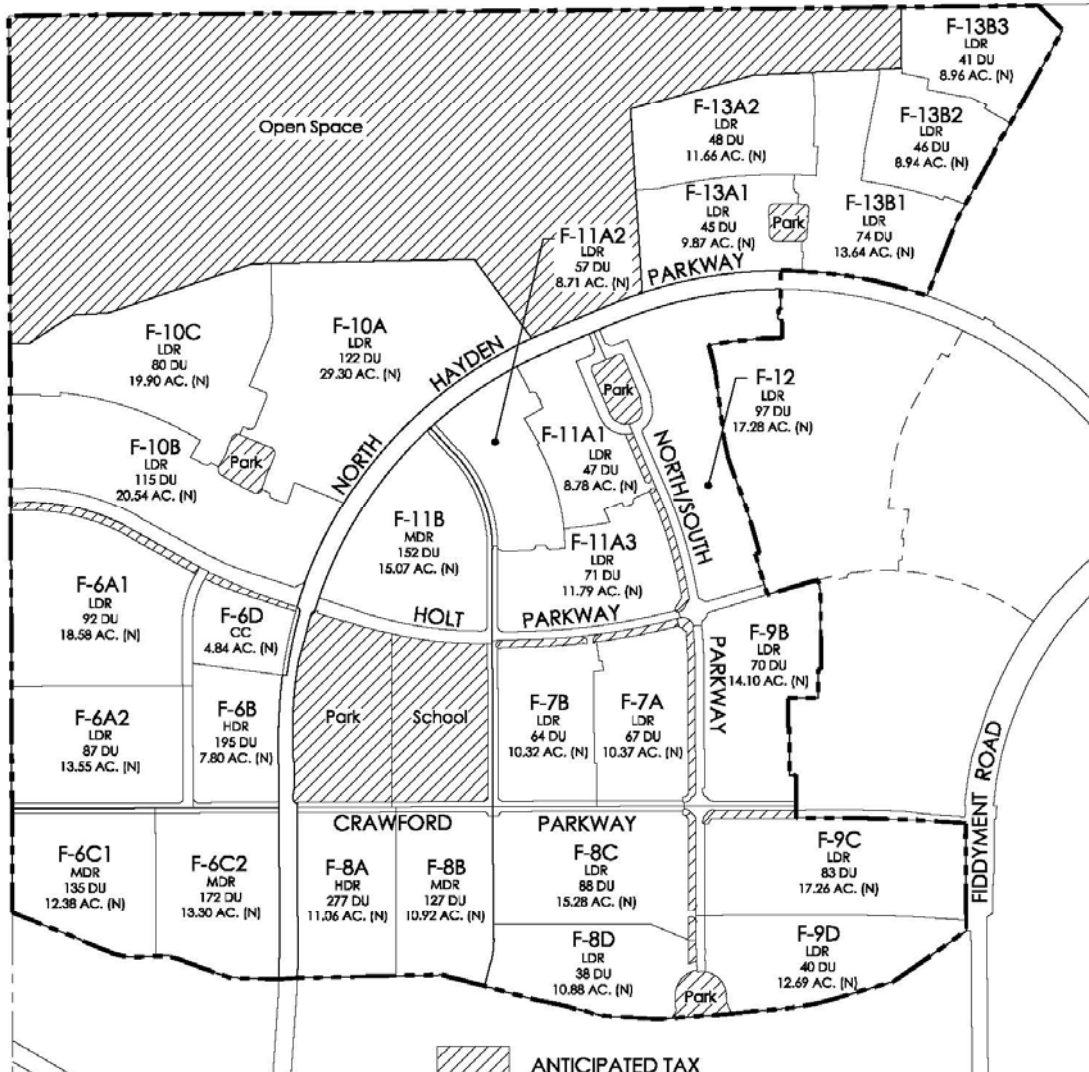 F-13B3
LDR
41 DU
8.96 AC. (N)
Open Space
F-13A2
LDR
48 DU
11.66 AC. (N)
F-13B2
LDR
46 DU
8.94 AC. (N)
F-13A1
LDR
45 DU
9.87 AC. (N)
Park
F-13B1
LDR
74 DU
13.64 AC. (N)
F-11A2
LDR
57 DU
8.71 AC. (N)
PARKWAY
F-10C
LDR
80 DU
19.90 AC. (N)
F-10A
LDR
122 DU
29.30 AC. (N)
HAYDEN
NORTH
Park
F-12
LDR
97 DU
17.28 AC. (N)
F-10B
LDR
115 DU
20.54 AC. (N)
Park
F-11A1
LDR
47 DU
8.78 AC. (N)
NORTH/SOUTH
F-11B
MDR
152 DU
15.07 AC. (N)
F-11A3
LDR
71 DU
11.79 AC. (N)
F-6A1
LDR
92 DU
18.58 AC. (N)
F-6D
CC
4.84 AC. (N)
HOLT
PARKWAY
PARKWAY
F-9B
LDR
70 DU
14.10 AC. (N)
F-6A2
LDR
87 DU
13.55 AC. (N)
F-6B
HDR
195 DU
7.80 AC. (N)
Park
School
F-7B
LDR
64 DU
10.32 AC. (N)
F-7A
LDR
67 DU
10.37 AC. (N)
FIDDYMENT ROAD
CRAWFORD
PARKWAY
F-6C1
MDR
135 DU
12.38 AC. (N)
F-6C2
MDR
172 DU
13.30 AC. (N)
F-8A
HDR
277 DU
11.06 AC. (N)
F-8B
MDR
127 DU
10.92 AC. (N)
F-8C
LDR
88 DU
15.28 AC. (N)
F-9C
LDR
83 DU
17.26 AC. (N)
F-8D
LDR
38 DU
10.88 AC. (N)
F-9D
LDR
40 DU
12.69 AC. (N)
Park
ANTICIPATED TAX